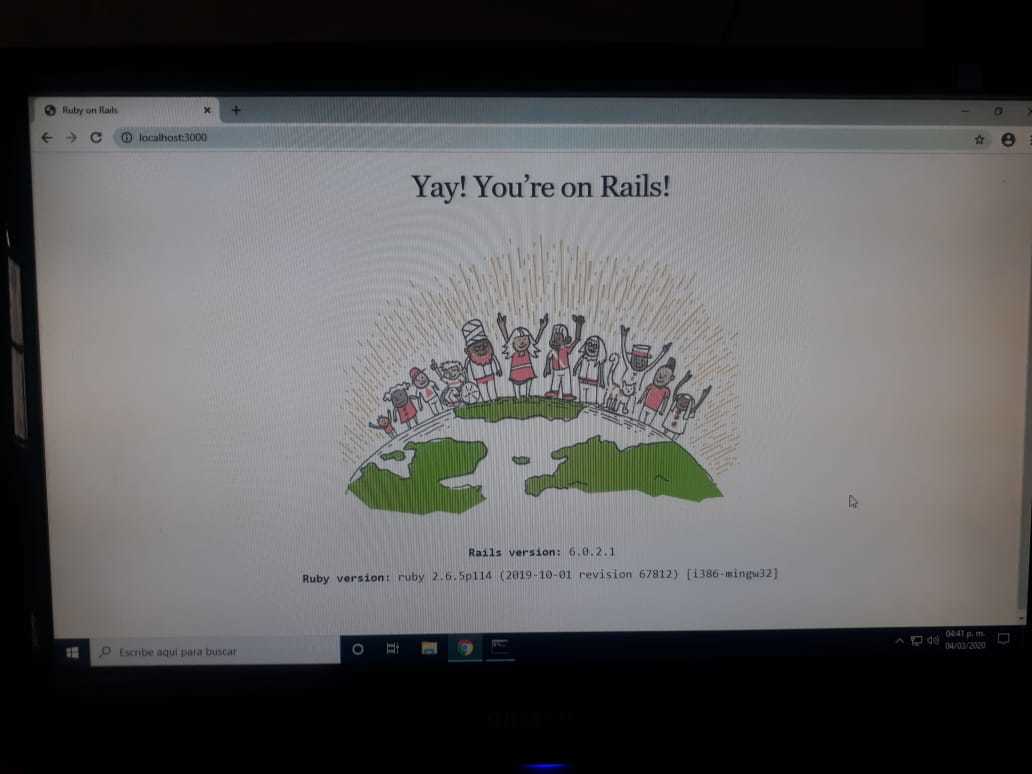 Ruby on Rails
localhost:3000
Yay! You're on Rails!
Rails version: 6.0.2.1
Ruby version: ruby 2.6.5p114 (2019-10-01 revision 67812) [i386-mingw32]
Escribe aquí para buscar
04:41 p. m.
04/03/2020